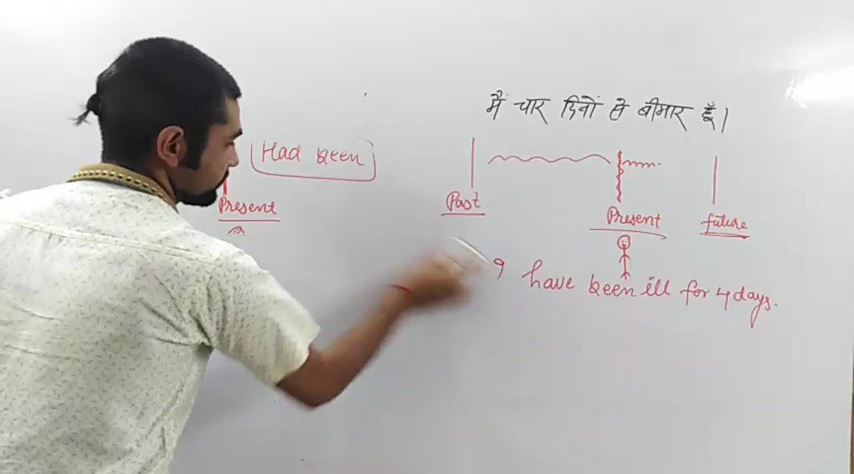 मैं चार दिनों से बीमार हूँ।
Had been
Past
Present
Present
future
I have been ill for 4 days.